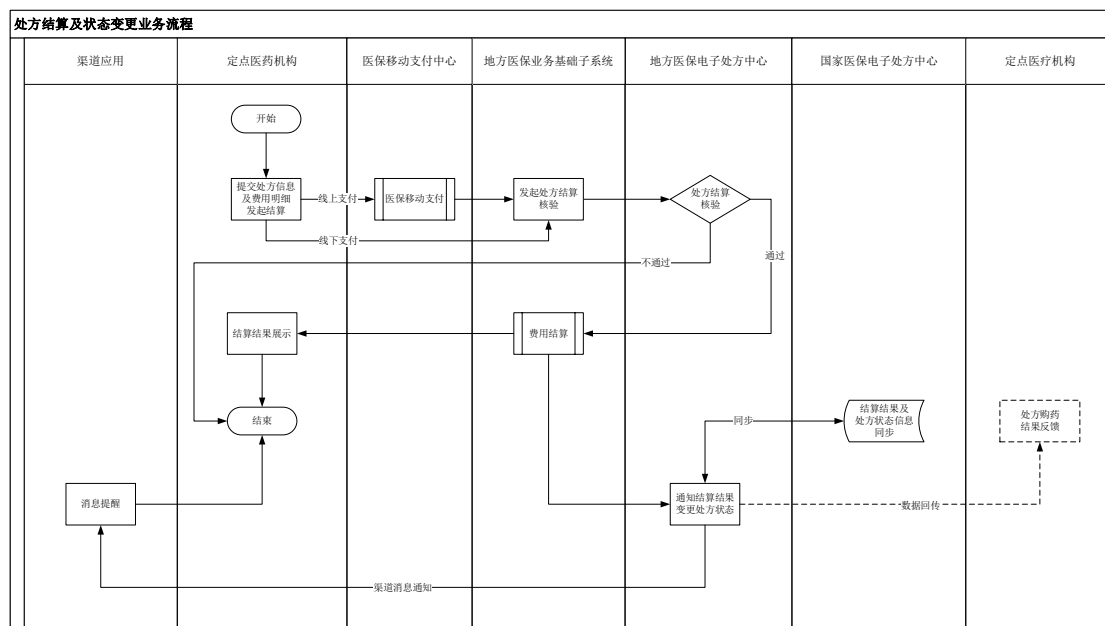 处方结算及状态变更业务流程
渠道应用
定点医药机构
医保移动支付中心
地方医保业务基础子系统
地方医保电子处方中心
国家医保电子处方中心
定点医疗机构
开始
提交处方信息
及费用明细
发起结算
线上支付
医保移动支付
发起处方结算
核验
处方结算
核验
线下支付
不通过
通过
结算结果展示
费用结算
结束
同步
结算结果及
处方状态信息
同步
处方购药
结果反馈
消息提醒
通知结算结果
变更处方状态
数据回传
渠道消息通知